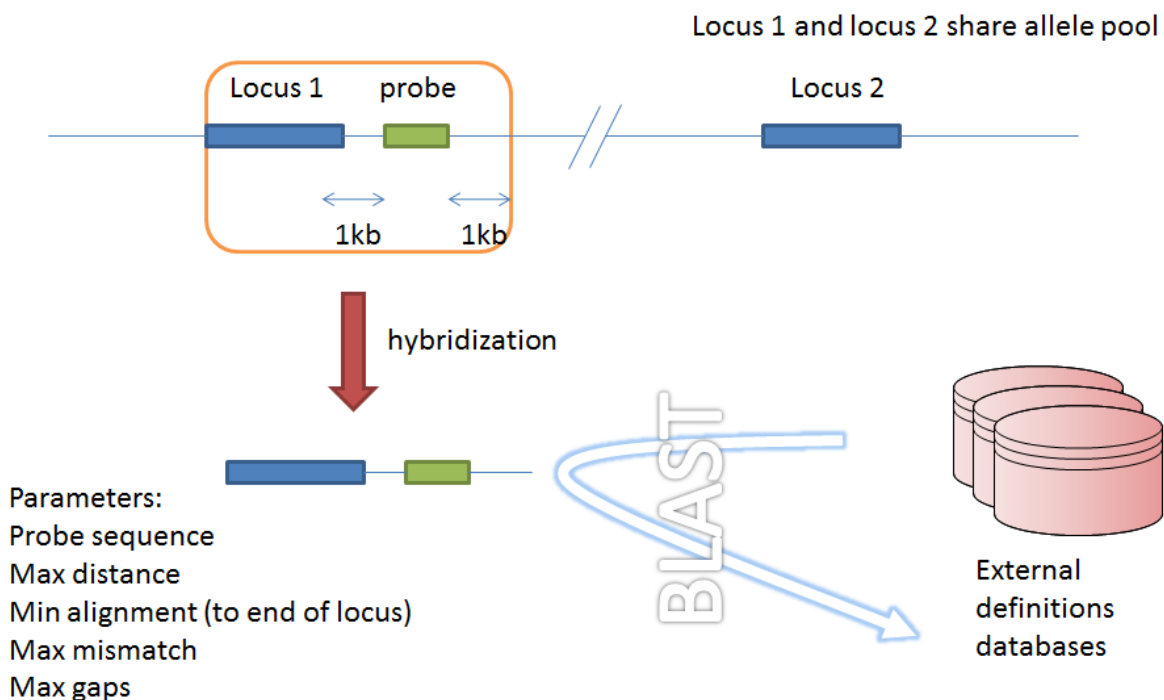 Locus 1 and locus 2 share allele pool
Locus 1
probe
Locus 2
1kb
1kb
hybridization
BLAST
Parameters:
Probe sequence
Max distance
Min alignment (to end of locus)
Max mismatch
Max gaps
External
definitions
databases